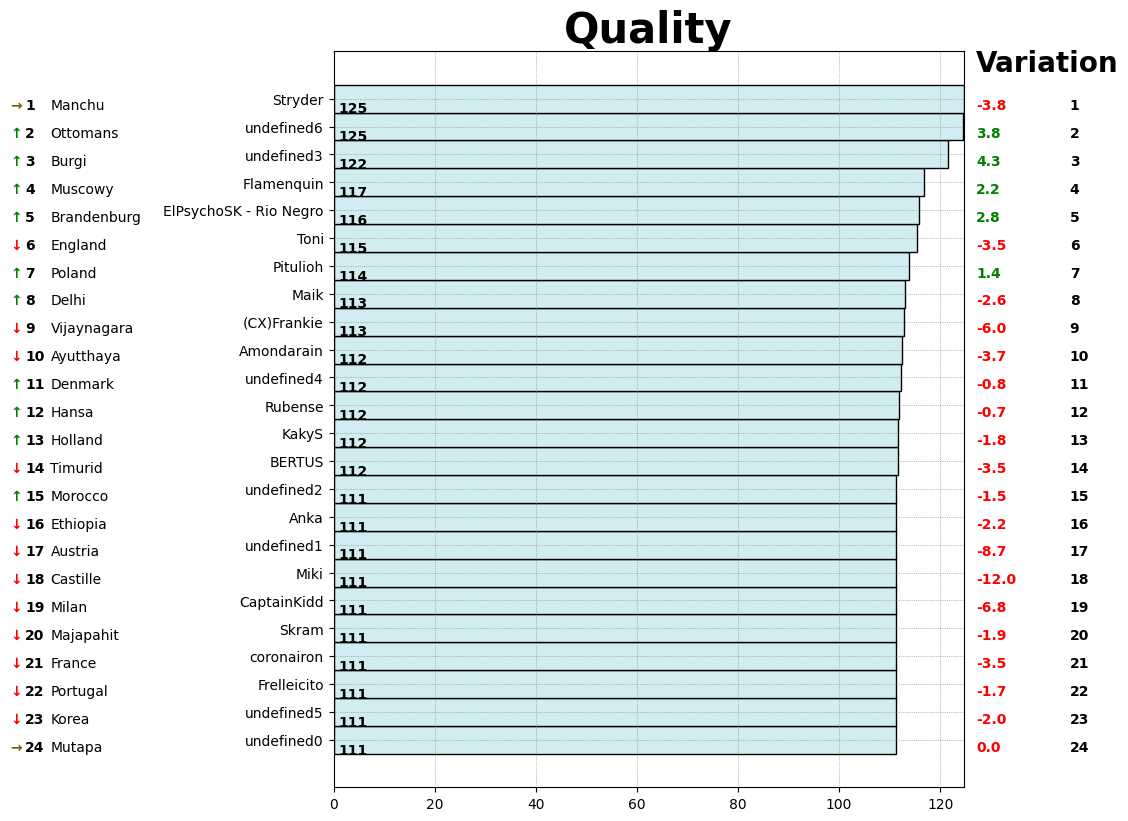 Quality
Variation
→ 1 Manchu Stryder 125 -3.8 1
↑ 2 Ottomans undefined6 125 3.8 2
↑ 3 Burgi undefined3 122 4.3 3
↑ 4 Muscowy Flamenquin 117 2.2 4
↑ 5 Brandenburg ElPsychoSK - Rio Negro 116 2.8 5
↓ 6 England Toni 115 -3.5 6
↑ 7 Poland Pitulioh 114 1.4 7
↑ 8 Delhi Maik 113 -2.6 8
↓ 9 Vijaynagara (CX)Frankie 113 -6.0 9
↓ 10 Ayutthaya Amondarain 112 -3.7 10
↑ 11 Denmark undefined4 112 -0.8 11
↑ 12 Hansa Rubense 112 -0.7 12
↑ 13 Holland KakyS 112 -1.8 13
↓ 14 Timurid BERTUS 112 -3.5 14
↑ 15 Morocco undefined2 111 -1.5 15
↓ 16 Ethiopia Anka 111 -2.2 16
↓ 17 Austria undefined1 111 -8.7 17
↓ 18 Castille Miki 111 -12.0 18
↓ 19 Milan CaptainKidd 111 -6.8 19
↓ 20 Majapahit Skram 111 -1.9 20
↓ 21 France coronairon 111 -3.5 21
↓ 22 Portugal Frelleicito 111 -1.7 22
↓ 23 Korea undefined5 111 -2.0 23
→ 24 Mutapa undefined0 111 0.0 24
0 20 40 60 80 100 120